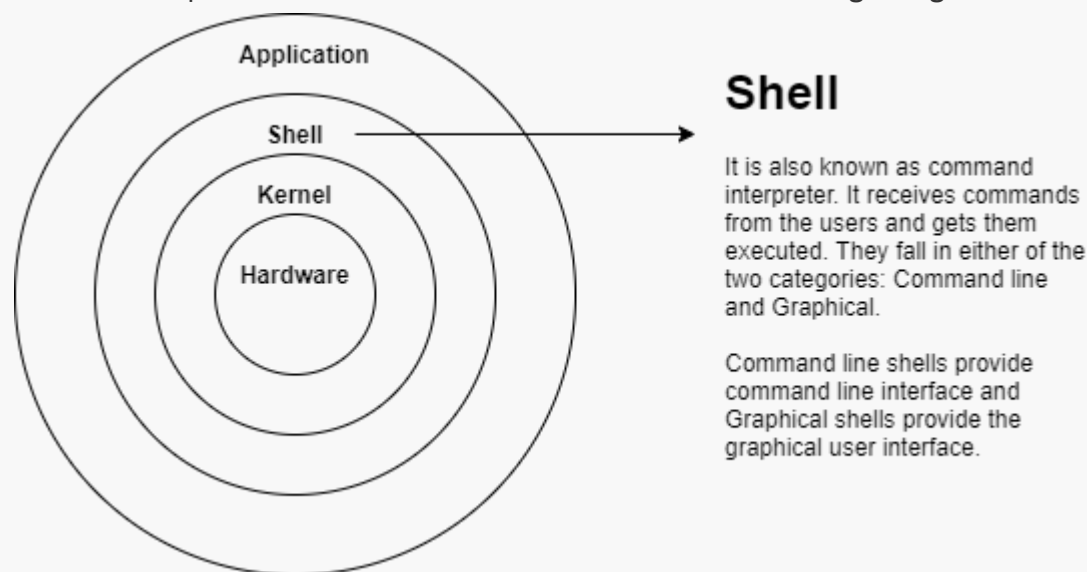 Application
Shell
Kernel
Hardware
Shell
It is also known as command
interpreter. It receives commands
from the users and gets them
executed. They fall in either of the
two categories: Command line
and Graphical.
Command line shells provide
command line interface and
Graphical shells provide the
graphical user interface.